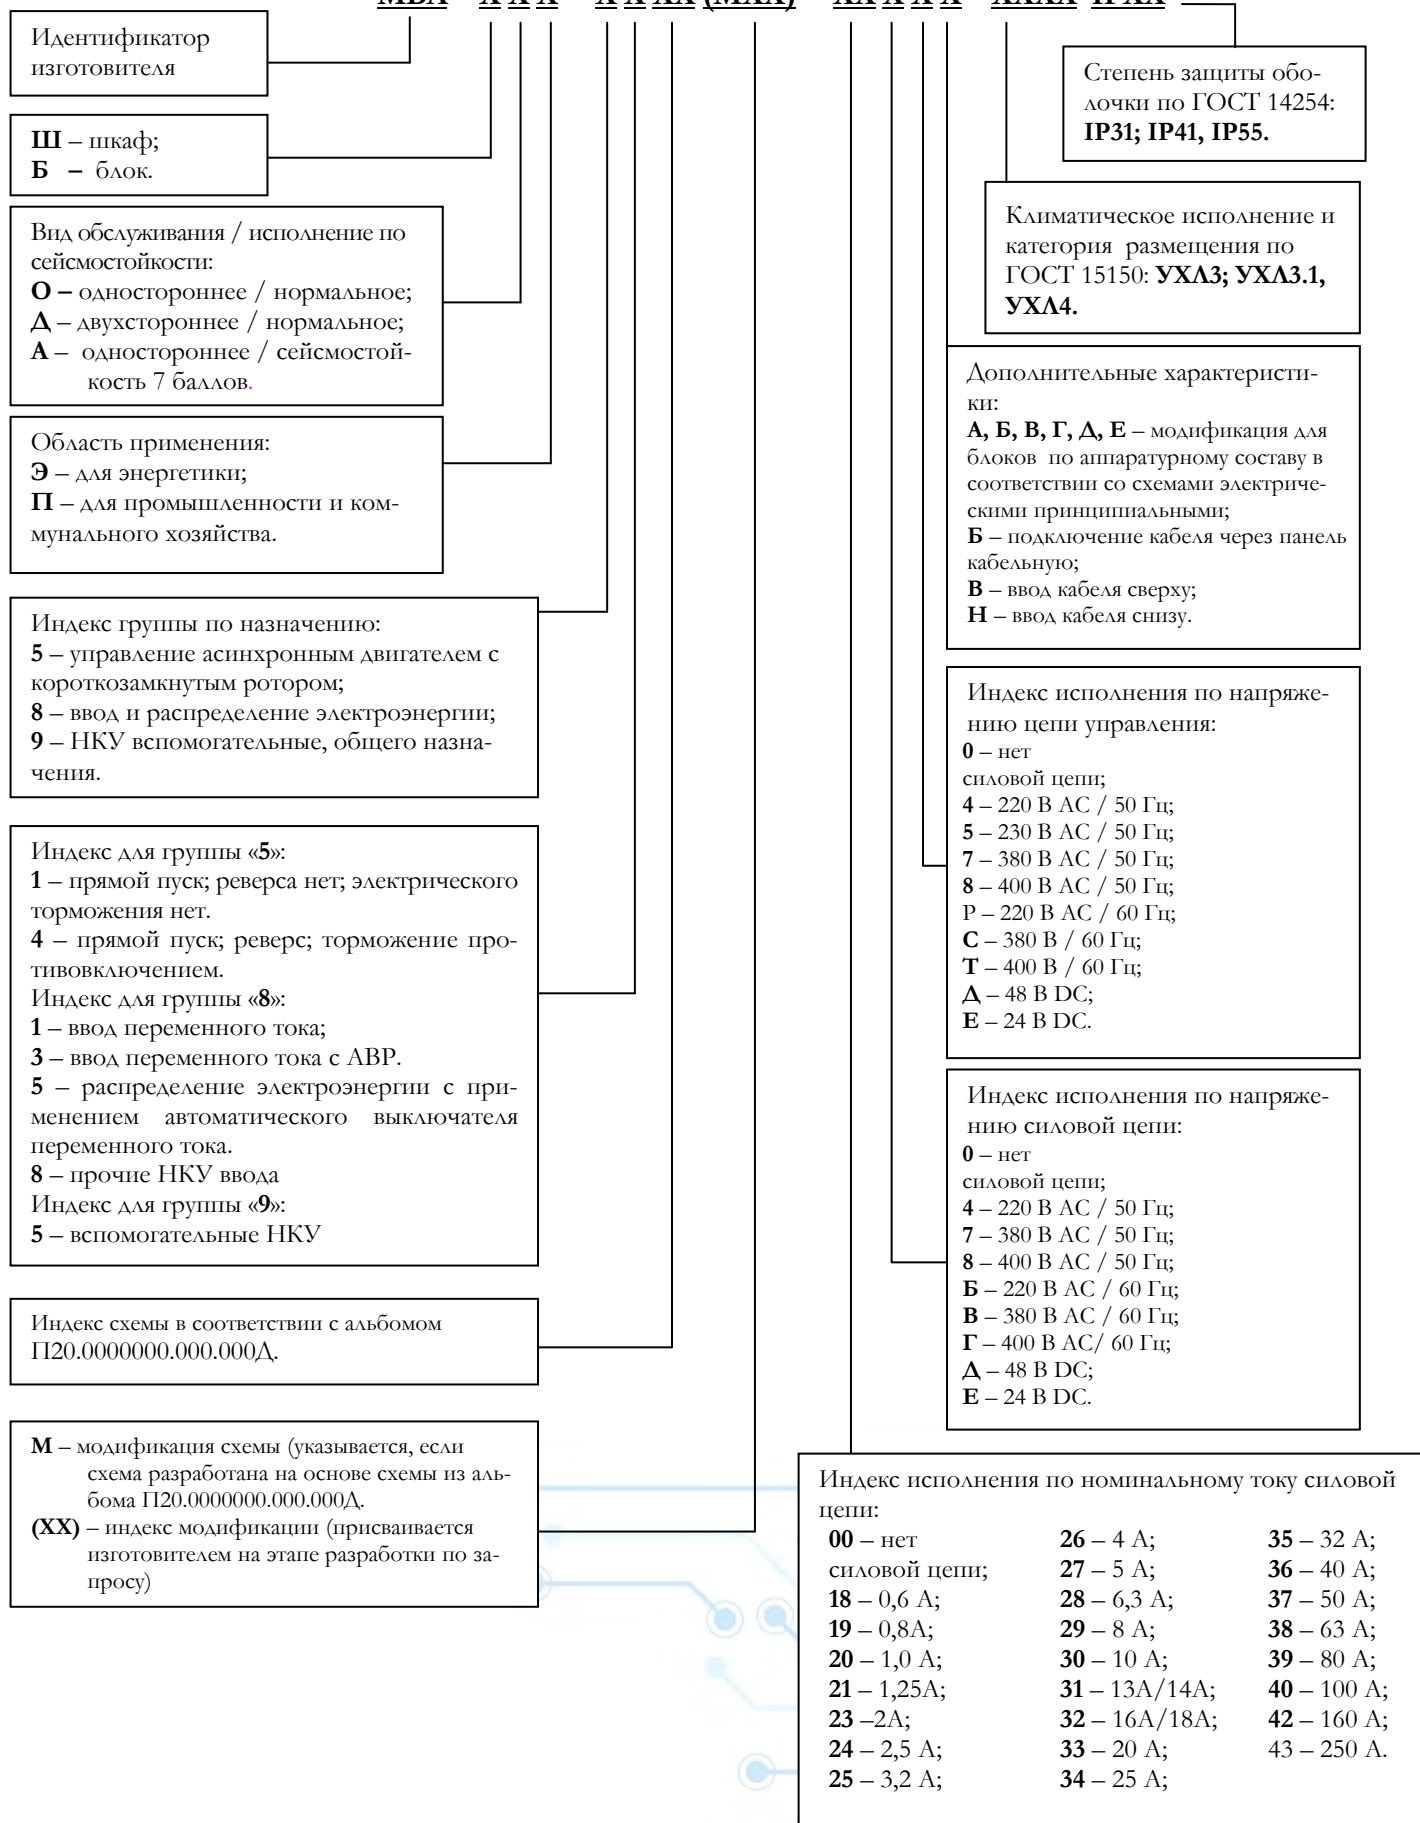 МВА Х Х Х Х Х ХХ (МХХ) ХХ Х Х Х ХХХХ IP XX
Идентификатор
изготовителя
Ш – шкаф;
Б – блок.
Вид обслуживания / исполнение по
сейсмостойкости:
О – одностороннее / нормальное;
Д – двухстороннее / нормальное;
А – одностороннее / сейсмостой-
кость 7 баллов.
Область применения:
Э – для энергетики;
П – для промышленности и ком-
мунального хозяйства.
Индекс группы по назначению:
5 – управление асинхронным двигателем с
короткозамкнутым ротором;
8 – ввод и распределение электроэнергии;
9 – НКУ вспомогательные, общего назна-
чения.
Индекс для группы «5»:
1 – прямой пуск; реверса нет; электрического
торможения нет.
4 – прямой пуск; реверс; торможение про-
тивовключением.
Индекс для группы «8»:
1 – ввод переменного тока;
3 – ввод переменного тока с АВР.
5 – распределение электроэнергии с при-
менением автоматического выключателя
переменного тока.
8 – прочие НКУ ввода
Индекс для группы «9»:
5 – вспомогательные НКУ
Индекс схемы в соответствии с альбомом
П20.0000000.000.000Д.
М – модификация схемы (указывается, если
схема разработана на основе схемы из аль-
бома П20.0000000.000.000Д.
(ХХ) – индекс модификации (присваивается
изготовителем на этапе разработки по за-
просу)
Степень защиты обо-
лочки по ГОСТ 14254:
IP31; IP41, IP55.
Климатическое исполнение и
категория размещения по
ГОСТ 15150: УХЛ3; УХЛ3.1,
УХЛ4.
Дополнительные характеристи-
ки:
А, Б, В, Г, Д, Е – модификация для
блоков по аппаратурному составу в
соответствии со схемами электриче-
скими принципиальными;
Б – подключение кабеля через панель
кабельную;
В – ввод кабеля сверху;
Н – ввод кабеля снизу.
Индекс исполнения по напряже-
нию цепи управления:
0 – нет
силовой цепи;
4 – 220 В АС / 50 Гц;
5 – 230 В АС / 50 Гц;
7 – 380 В АС / 50 Гц;
8 – 400 В АС / 50 Гц;
Р – 220 В АС / 60 Гц;
С – 380 В / 60 Гц;
Т – 400 В / 60 Гц;
Д – 48 В DC;
Е – 24 В DC.
Индекс исполнения по напряже-
нию силовой цепи:
0 – нет
силовой цепи;
4 – 220 В АС / 50 Гц;
7 – 380 В АС / 50 Гц;
8 – 400 В АС / 50 Гц;
Б – 220 В АС / 60 Гц;
В – 380 В АС / 60 Гц;
Г – 400 В АС/ 60 Гц;
Д – 48 В DC;
Е – 24 В DC.
Индекс исполнения по номинальному току силовой
цепи:
00 – нет
силовой цепи;
18 – 0,6 А;
19 – 0,8А;
20 – 1,0 А;
21 – 1,25А;
23 –2А;
24 – 2,5 А;
25 – 3,2 А;
26 – 4 А;
27 – 5 А;
28 – 6,3 А;
29 – 8 А;
30 – 10 А;
31 – 13А/14А;
32 – 16А/18А;
33 – 20 А;
34 – 25 А;
35 – 32 А;
36 – 40 А;
37 – 50 А;
38 – 63 А;
39 – 80 А;
40 – 100 А;
42 – 160 А;
43 – 250 А.